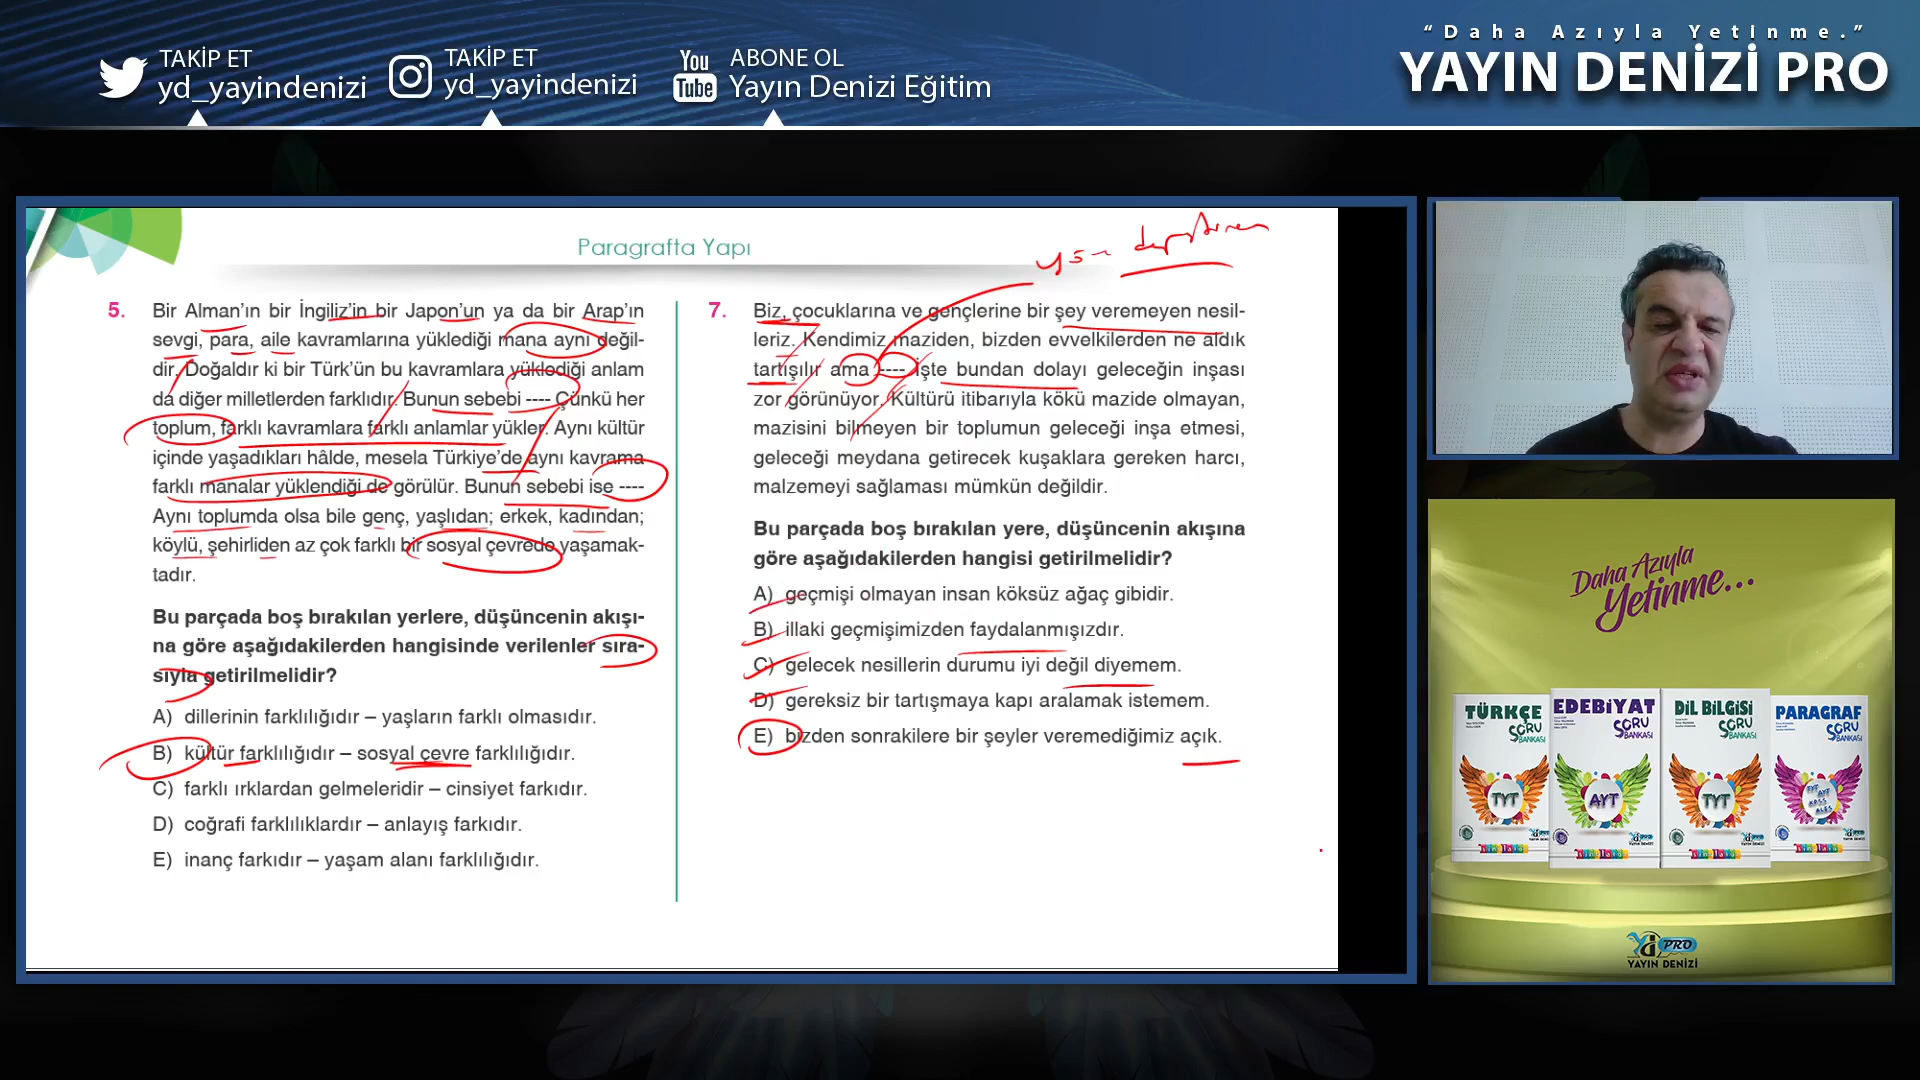 TAKİP ET
yd_yayindenizi
TAKİP ET
yd_yayindenizi
You
Tube
ABONE OL
Yayın Denizi Eğitim
“Daha Azıyla Yetinme.”
YAYIN DENİZİ PRO
Paragrafta Yapı
5. Bir Alman’ın bir İngiliz’in bir Japon’un ya da bir Arap’ın
sevgi, para, aile kavramlarına yüklediği mana aynı değil-
dir. Doğaldır ki bir Türk’ün bu kavramlara yüklediği anlam
da diğer milletlerden farklıdır. Bunun sebebi ---- Çünkü her
toplum, farklı kavramlara farklı anlamlar yükler. Aynı kültür
içinde yaşadıkları hâlde, mesela Türkiye’de aynı kavrama
farklı manalar yüklendiği de görülür. Bunun sebebi ise ----
Aynı toplumda olsa bile genç, yaşlıdan; erkek, kadından;
köylü, şehirliden az çok farklı bir sosyal çevrede yaşamak-
tadır.
Bu parçada boş bırakılan yerlere, düşüncenin akışı-
na göre aşağıdakilerden hangisinde verilenler sıra-
sıyla getirilmelidir?
A) dillerinin farklılığıdır – yaşların farklı olmasıdır.
B) kültür farklılığıdır – sosyal çevre farklılığıdır.
C) farklı ırklardan gelmeleridir – cinsiyet farkıdır.
D) coğrafi farklılıklardır – anlayış farkıdır.
E) inanç farkıdır – yaşam alanı farklılığıdır.
7. Biz, çocuklarına ve gençlerine bir şey veremeyen nesil-
leriz. Kendimiz maziden, bizden evvelkilerden ne aldık
tartışılır ama ---- İşte bundan dolayı geleceğin inşası
zor görünüyor. Kültürü itibarıyla kökü mazide olmayan,
mazisini bilmeyen bir toplumun geleceği inşa etmesi,
geleceği meydana getirecek kuşaklara gereken harcı,
malzemeyi sağlaması mümkün değildir.
Bu parçada boş bırakılan yere, düşüncenin akışına
göre aşağıdakilerden hangisi getirilmelidir?
A) geçmişi olmayan insan köksüz ağaç gibidir.
B) illaki geçmişimizden faydalanmışızdır.
C) gelecek nesillerin durumu iyi değil diyemem.
D) gereksiz bir tartışmaya kapı aralamak istemem.
E) bizden sonrakilere bir şeyler veremediğimiz açık.
Daha Azıyla
Yetinme...
TÜRKÇE
SORU
BANKASI
TYT
EDEBİYAT
SORU
BANKASI
AYT
DİL BİLGİSİ
SORU
BANKASI
TYT
PARAGRAF
SORU
BANKASI
PRO
YAYIN DENİZİ